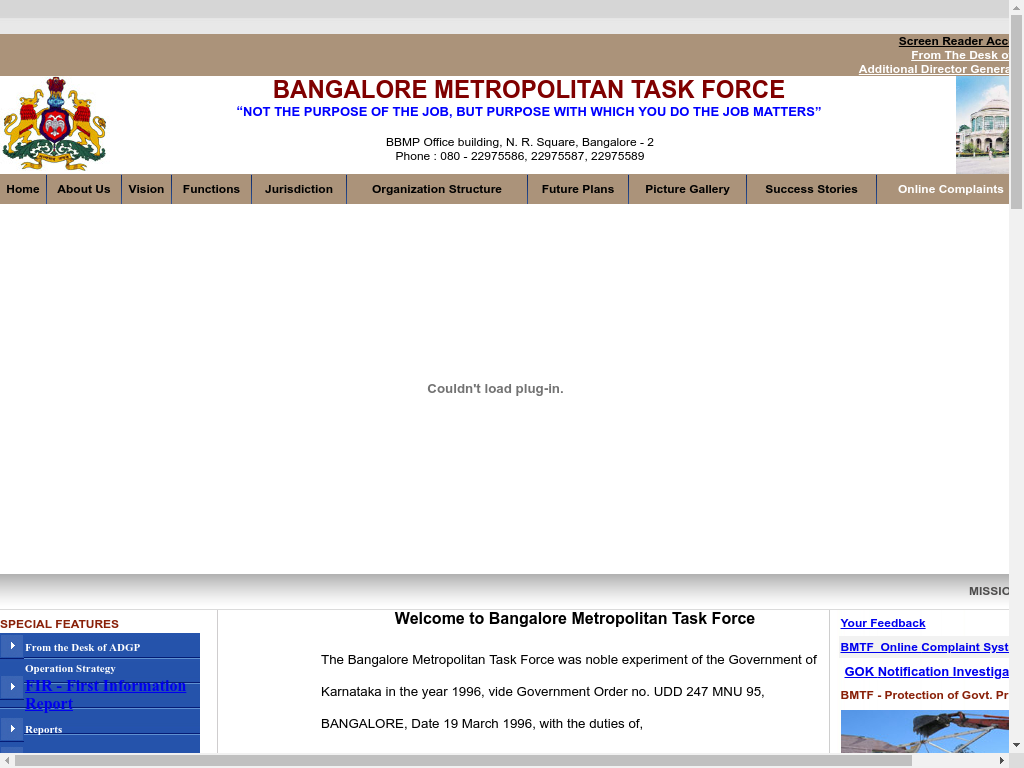 Screen Reader Acc
From The Desk o
Additional Director Genera
BANGALORE METROPOLITAN TASK FORCE
“NOT THE PURPOSE OF THE JOB, BUT PURPOSE WITH WHICH YOU DO THE JOB MATTERS”
BBMP Office building, N. R. Square, Bangalore - 2
Phone : 080 - 22975586, 22975587, 22975589
Home About Us Vision Functions Jurisdiction Organization Structure Future Plans Picture Gallery Success Stories Online Complaints
Couldn't load plug-in.
MISSIO
SPECIAL FEATURES
From the Desk of ADGP
Operation Strategy
FIR - First Information
Report
Reports
Welcome to Bangalore Metropolitan Task Force
The Bangalore Metropolitan Task Force was noble experiment of the Government of
Karnataka in the year 1996, vide Government Order no. UDD 247 MNU 95,
BANGALORE, Date 19 March 1996, with the duties of,
Your Feedback
BMTF Online Complaint Syst
GOK Notification Investiga
BMTF - Protection of Govt. Pr